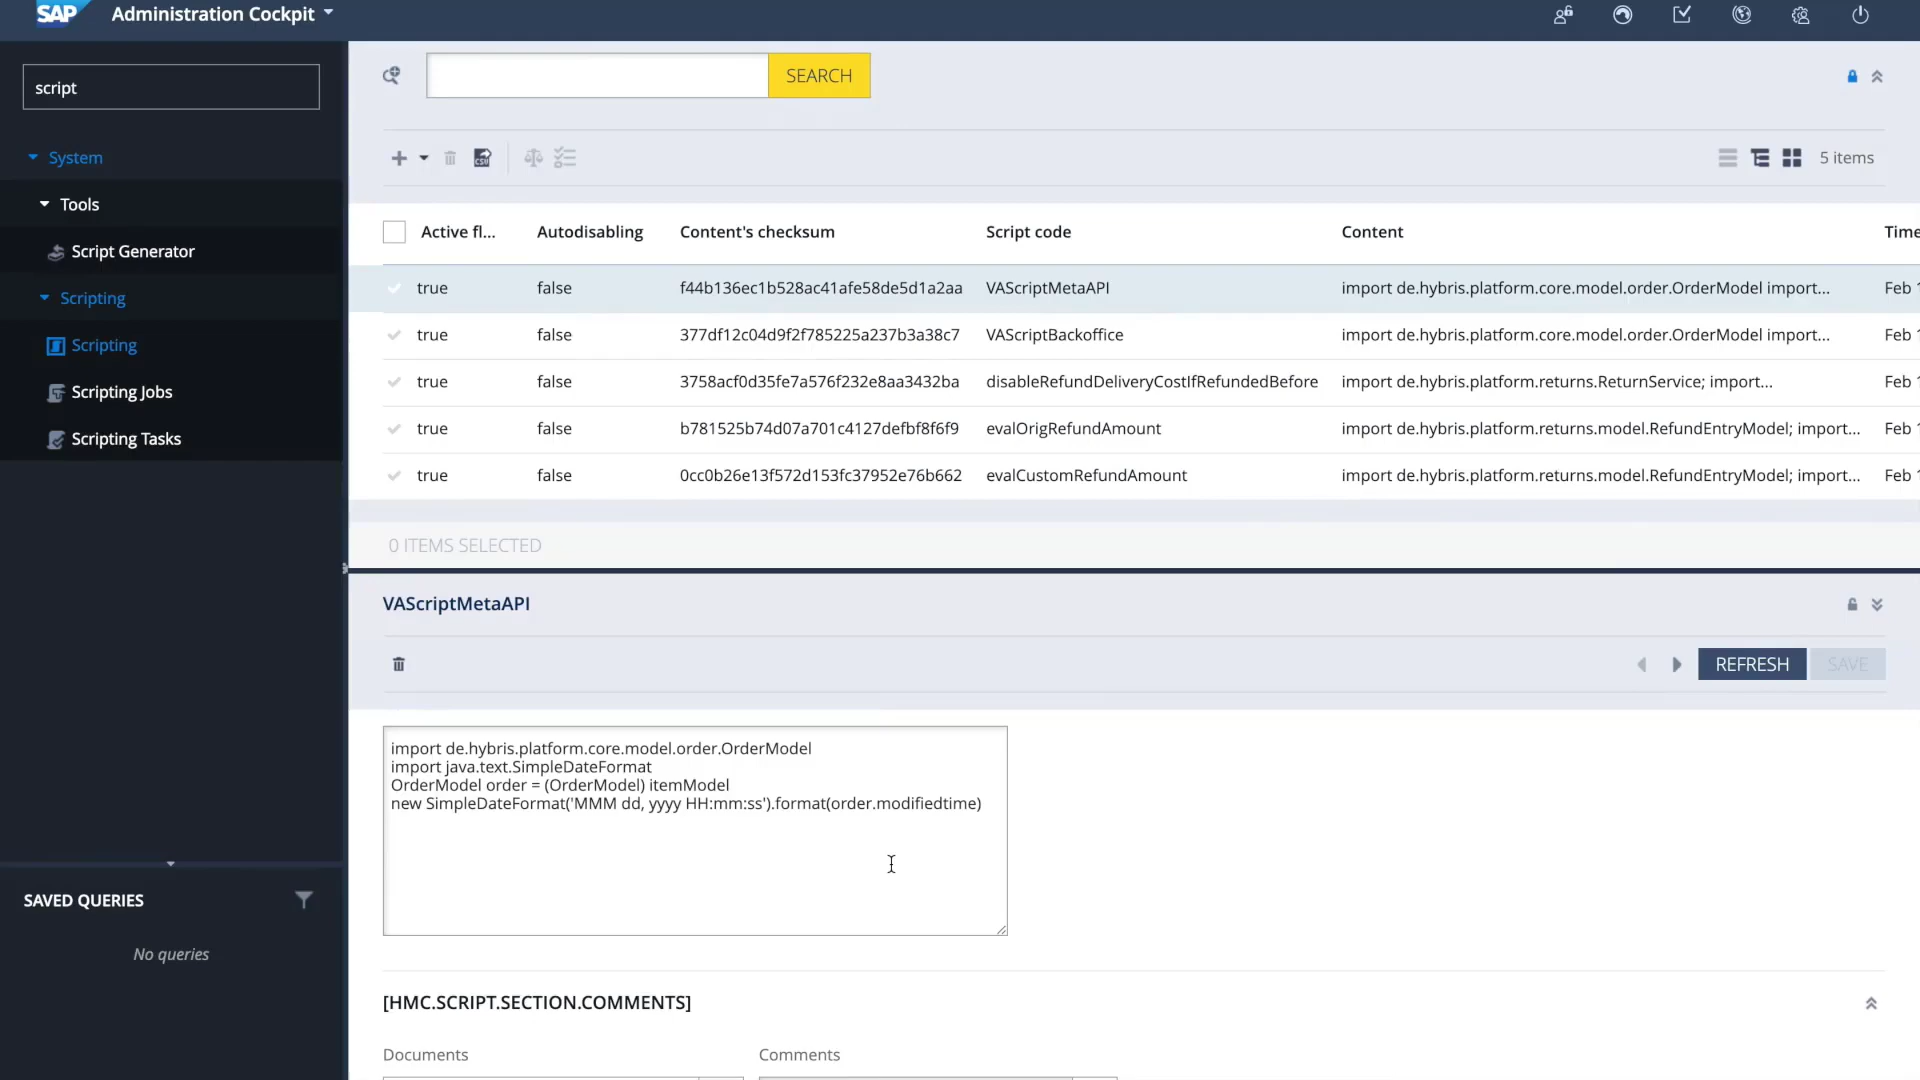 SAP Administration Cockpit
script
SEARCH
System
Tools
Script Generator
Scripting
Scripting
Scripting Jobs
Scripting Tasks
SAVED QUERIES
No queries
5 items
Active fl... Autodisabling Content's checksum Script code Content Time
true false f44b136ec1b528ac41afe58de5d1a2aa VAScriptMetaAPI import de.hybris.platform.core.model.order.OrderModel import... Feb
true false 377df12c04d9f2f785225a237b3a38c7 VAScriptBackoffice import de.hybris.platform.core.model.order.OrderModel import... Feb
true false 3758acf0d35fe7a576f232e8aa3432ba disableRefundDeliveryCostIfRefundedBefore import de.hybris.platform.returns.ReturnService; import... Feb
true false b781525b74d07a701c4127defbf8f6f9 evalOrigRefundAmount import de.hybris.platform.returns.model.RefundEntryModel; import... Feb
true false 0cc0b26e13f572d153fc37952e76b662 evalCustomRefundAmount import de.hybris.platform.returns.model.RefundEntryModel; import... Feb
0 ITEMS SELECTED
VAScriptMetaAPI
REFRESH SAVE
import de.hybris.platform.core.model.order.OrderModel
import java.text.SimpleDateFormat
OrderModel order = (OrderModel) itemModel
new SimpleDateFormat('MMM dd, yyyy HH:mm:ss').format(order.modifiedtime)
[HMC.SCRIPT.SECTION.COMMENTS]
Documents Comments